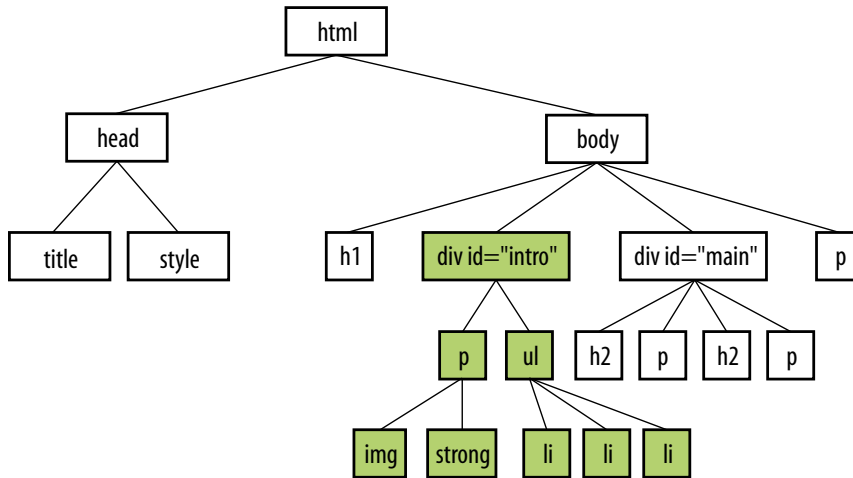 html
head
body
title
style
h1
div id="intro"
div id="main"
p
p
ul
h2
p
h2
p
img
strong
li
li
li